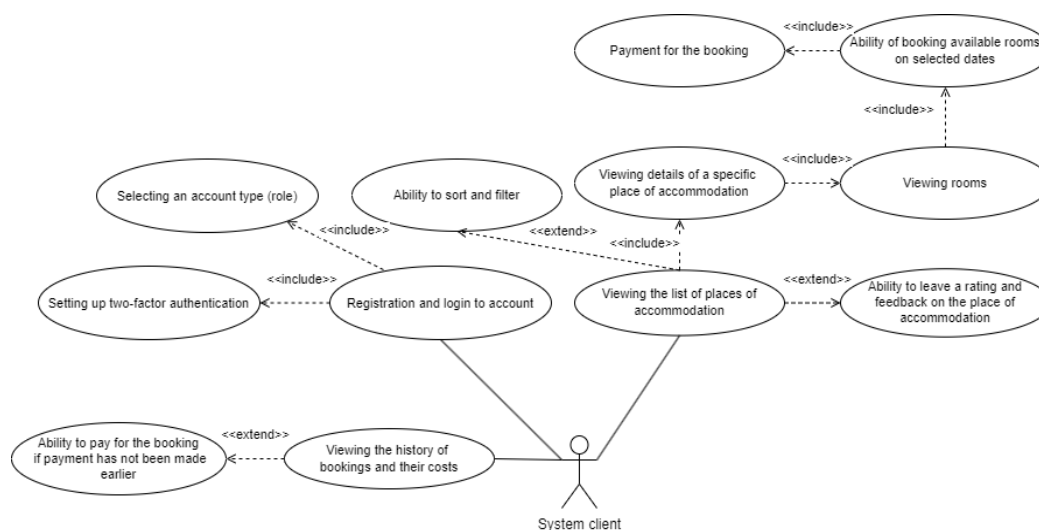 <<include>>
Payment for the booking
Ability of booking available rooms
on selected dates
<<include>>
Viewing details of a specific
place of accommodation
<<include>>
Viewing rooms
Selecting an account type (role)
Ability to sort and filter
<<include>>
<<extend>>
<<include>>
Setting up two-factor authentication
<<include>>
Registration and login to account
Viewing the list of places of
accommodation
<<extend>>
Ability to leave a rating and
feedback on the place of
accommodation
Ability to pay for the booking
if payment has not been made
earlier
<<extend>>
Viewing the history of
bookings and their costs
System client